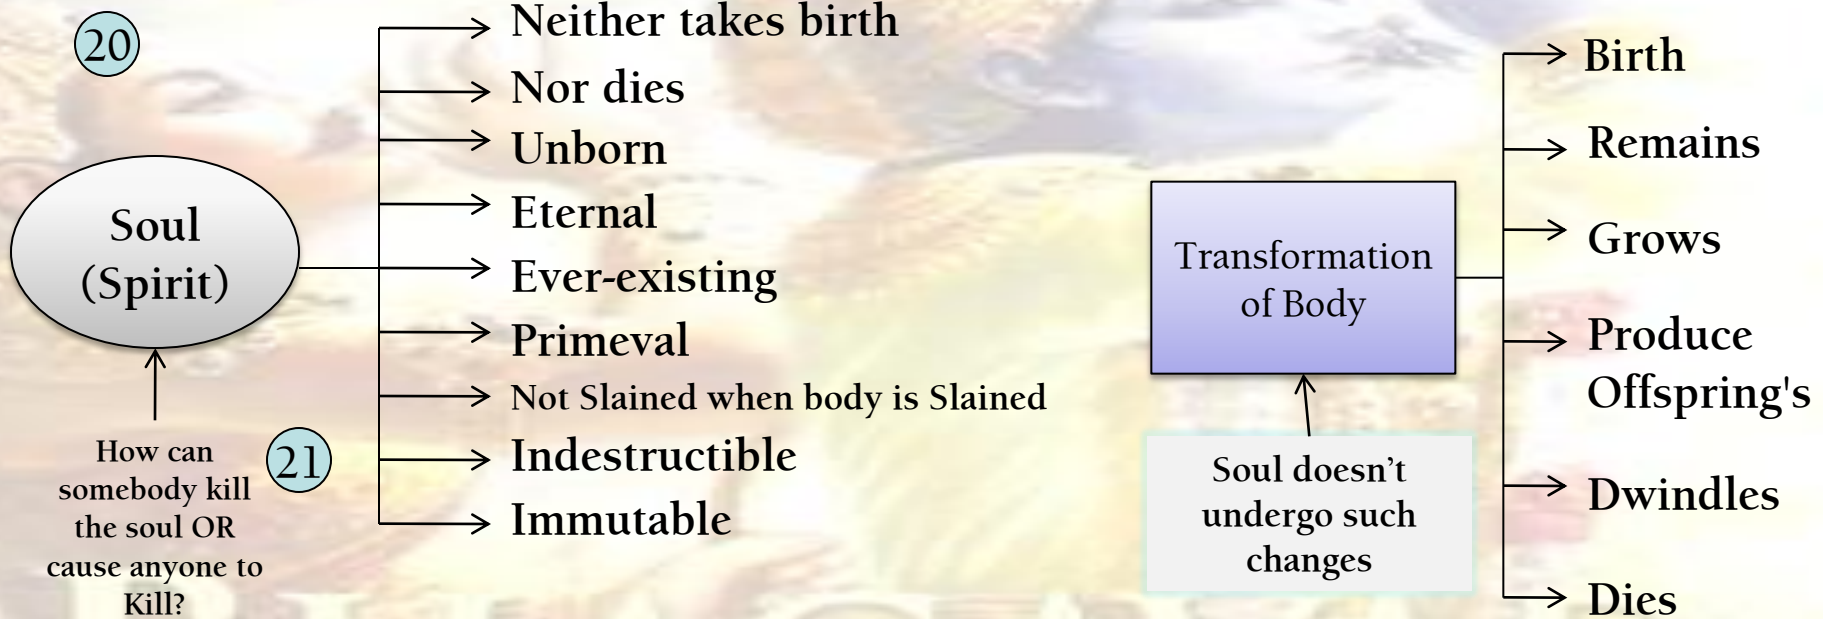 20
Soul
(Spirit)
How can
somebody kill
the soul OR
cause anyone to
Kill?
21
Neither takes birth
Nor dies
Unborn
Eternal
Ever-existing
Primeval
Not Slained when body is Slained
Indestructible
Immutable
Transformation
of Body
Soul doesn't
undergo such
changes
Birth
Remains
Grows
Produce
Offspring's
Dwindles
Dies